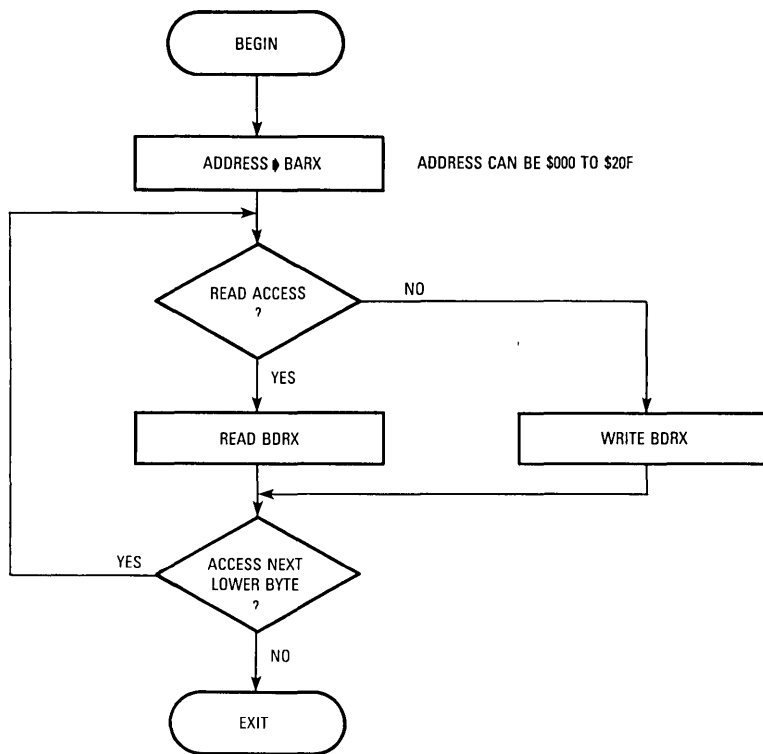 BEGIN
ADDRESS ➧ BARX
ADDRESS CAN BE $000 TO $20F
READ ACCESS
?
NO
YES
READ BDRX
WRITE BDRX
YES
ACCESS NEXT
LOWER BYTE
?
NO
EXIT